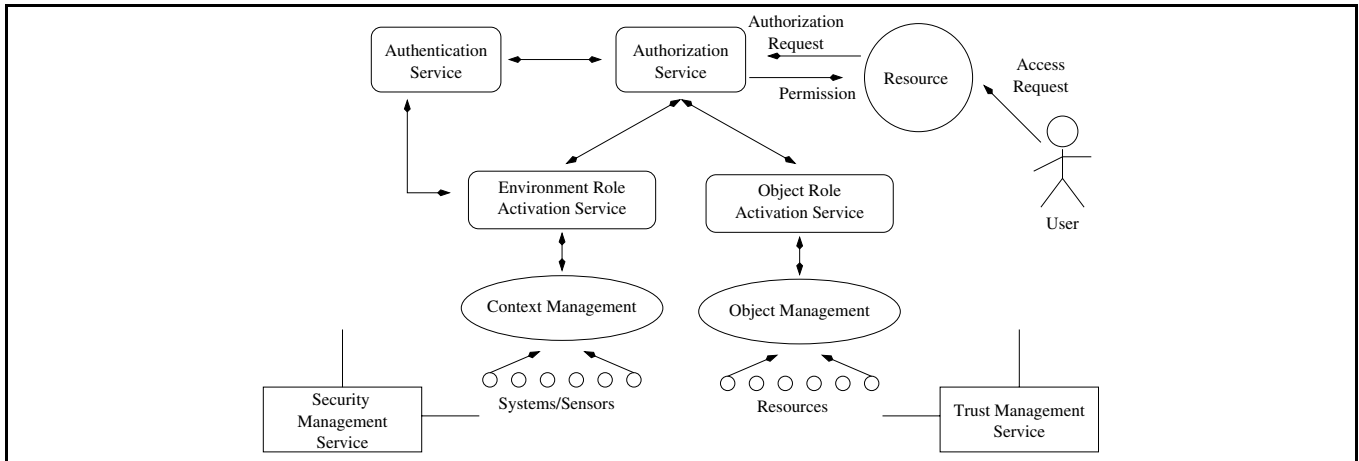 Authentication
Service
Authorization
Service
Authorization
Request
Permission
Resource
Access
Request
User
Environment Role
Activation Service
Object Role
Activation Service
Context Management
Object Management
Systems/Sensors
Resources
Security
Management
Service
Trust Management
Service